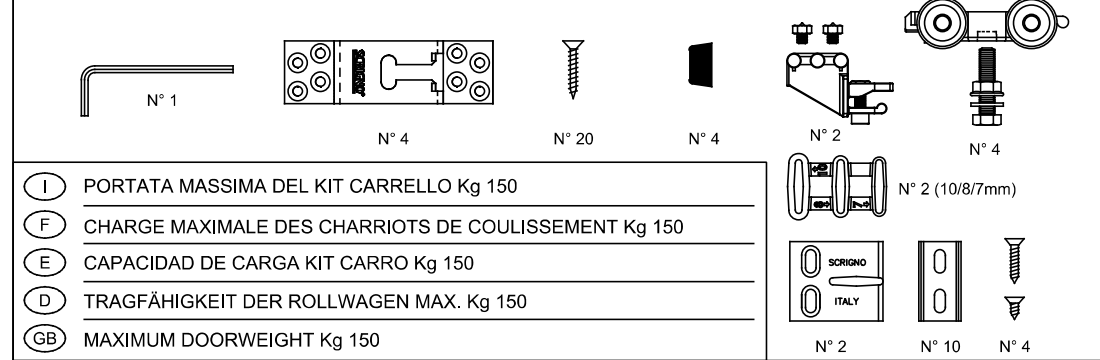 N° 1
N° 4
N° 20
N° 4
N° 2
N° 4
SCRIGNO
I PORTATA MASSIMA DEL KIT CARRELLO Kg 150
F CHARGE MAXIMALE DES CHARRIOTS DE COULISSEMENT Kg 150
E CAPACIDAD DE CARGA KIT CARRO Kg 150
D TRAGFÄHIGKEIT DER ROLLWAGEN MAX. Kg 150
GB MAXIMUM DOORWEIGHT Kg 150
N° 2 (10/8/7mm)
SCRIGNO
ITALY
N° 2
N° 10
N° 4